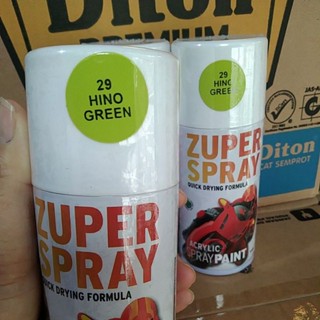 Diton
PREMIUM
29
HINO
GREEN
ZUPER
SPRAY
QUICK DRYING FORMULA
29
HINO
GREEN
ZUPER
SPRAY
QUICK DRYING FORMULA
ACRYLIC
SPRAYPAINT
Diton
CAT SEMPROT